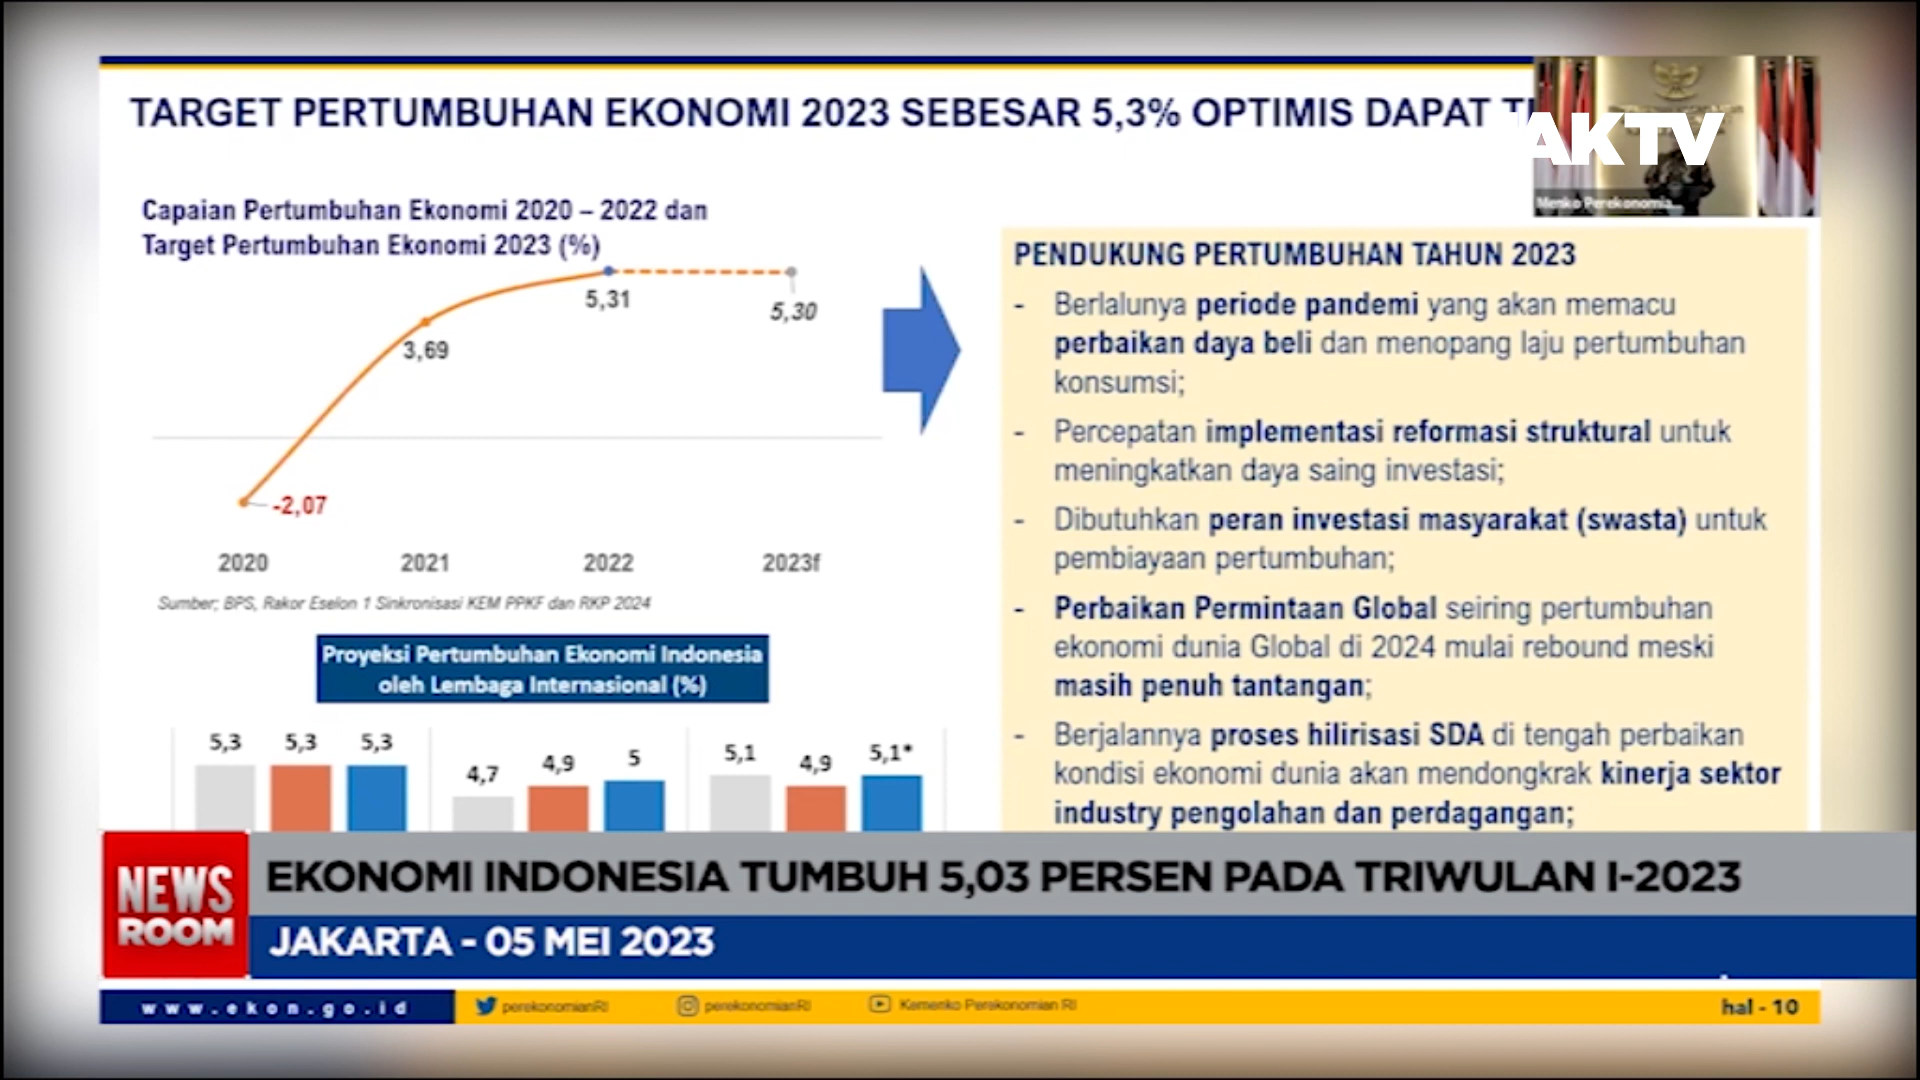 TARGET PERTUMBUHAN EKONOMI 2023 SEBESAR 5,3% OPTIMIS DAPAT
AKTV
Menko Perekonomia...
Capaian Pertumbuhan Ekonomi 2020 – 2022 dan
Target Pertumbuhan Ekonomi 2023 (%)
5,31
5,30
3,69
-2,07
2020 2021 2022 2023f
Sumber; BPS, Rakor Eselon 1 Sinkronisasi KEM PPKF dan RKP 2024
Proyeksi Pertumbuhan Ekonomi Indonesia
oleh Lembaga Internasional (%)
5,3 5,3 5,3 4,7 4,9 5 5,1 4,9 5,1*
PENDUKUNG PERTUMBUHAN TAHUN 2023
- Berlalunya periode pandemi yang akan memacu
perbaikan daya beli dan menopang laju pertumbuhan
konsumsi;
- Percepatan implementasi reformasi struktural untuk
meningkatkan daya saing investasi;
- Dibutuhkan peran investasi masyarakat (swasta) untuk
pembiayaan pertumbuhan;
- Perbaikan Permintaan Global seiring pertumbuhan
ekonomi dunia Global di 2024 mulai rebound meski
masih penuh tantangan;
- Berjalannya proses hilirisasi SDA di tengah perbaikan
kondisi ekonomi dunia akan mendongkrak kinerja sektor
industry pengolahan dan perdagangan;
NEWS
ROOM
EKONOMI INDONESIA TUMBUH 5,03 PERSEN PADA TRIWULAN I-2023
JAKARTA - 05 MEI 2023
www.ekon.go.id
perekonomianRI
perekonomianRI
Kemenko Perekonomian RI
hal - 10